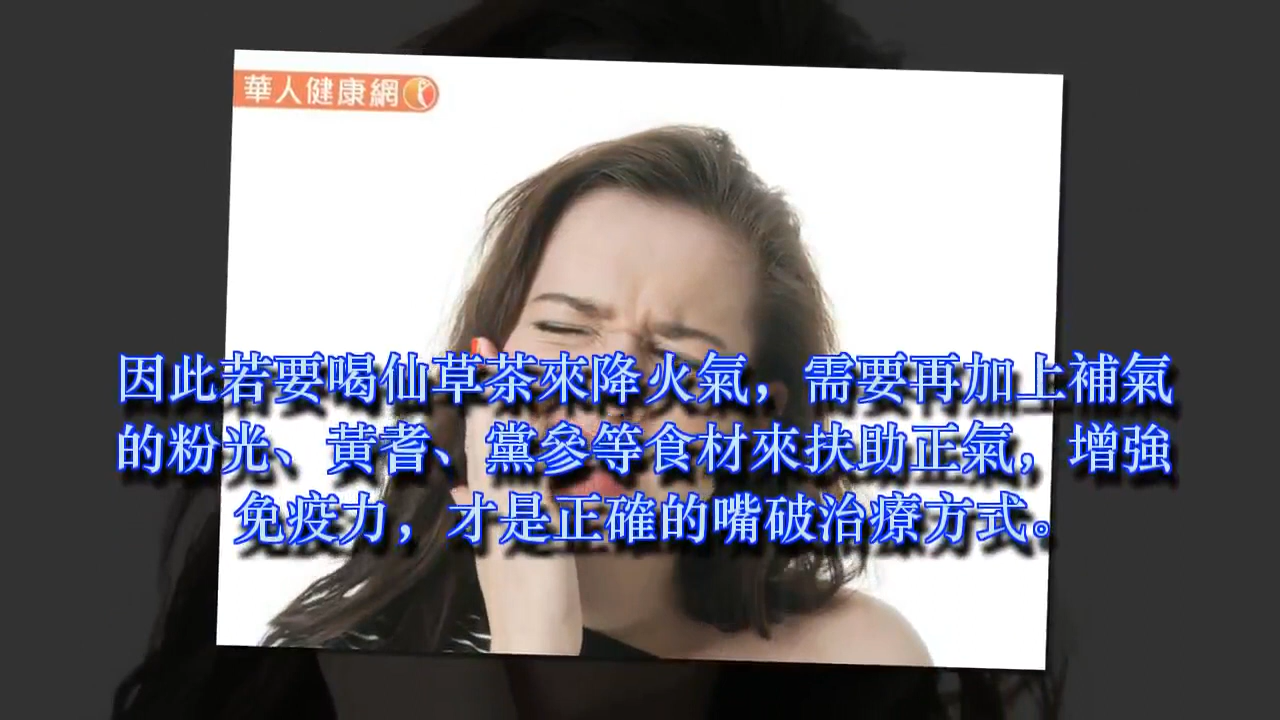 華人健康網
因此若要喝仙草茶來降火氣，需要再加上補氣
的粉光、黃耆、黨參等食材來扶助正氣，增強
免疫力，才是正確的嘴破治療方式。